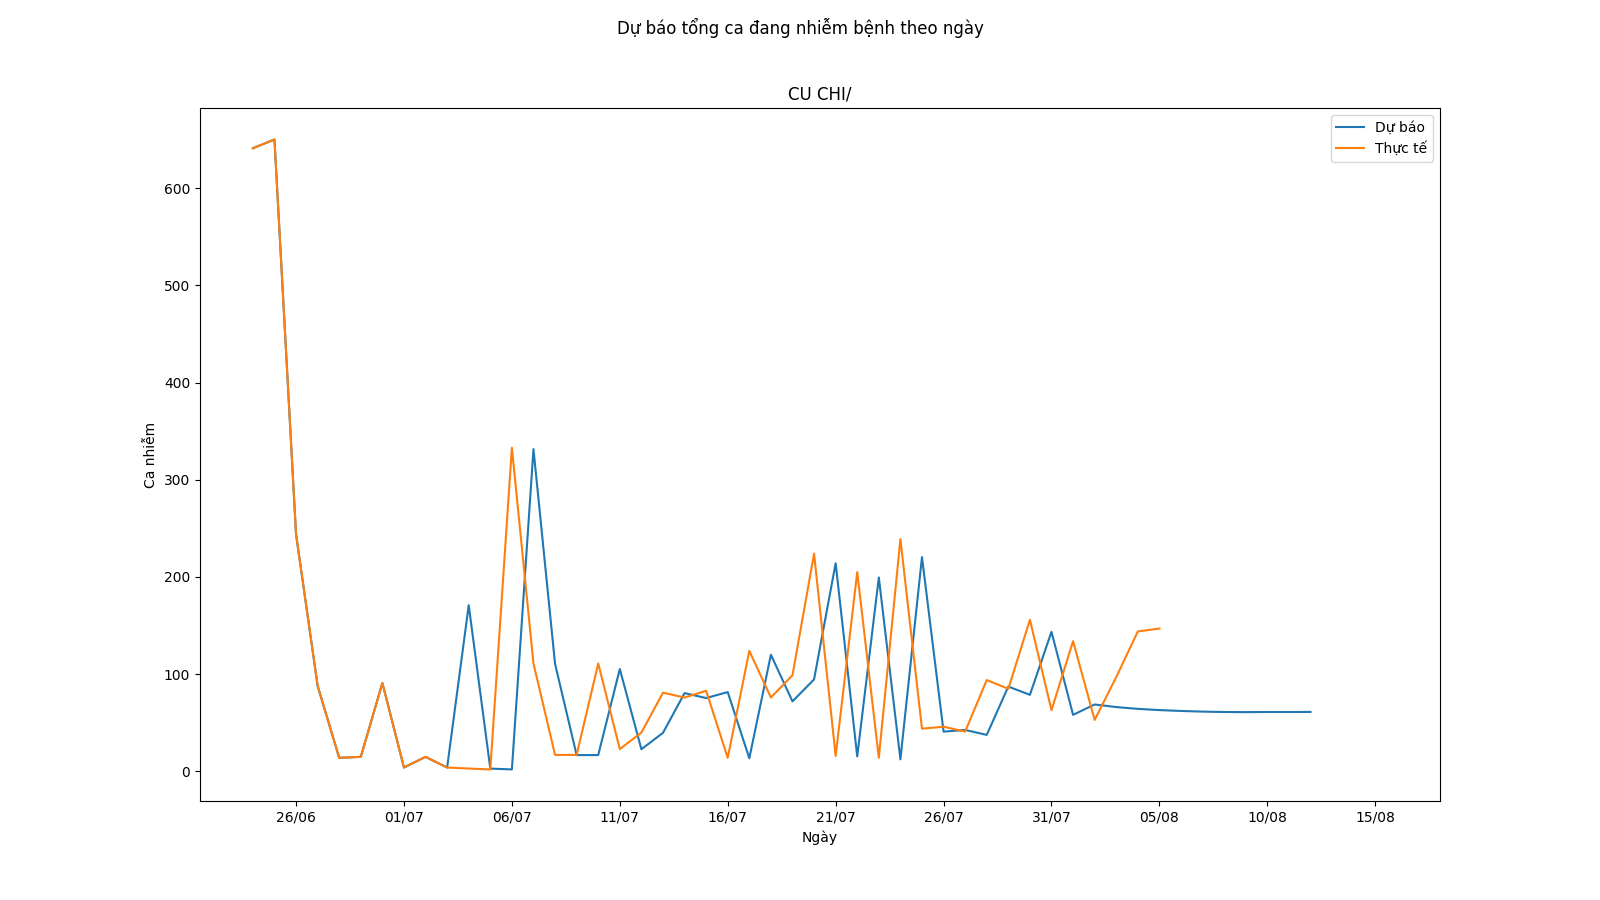 Dự báo tổng ca đang nhiễm bệnh theo ngày
CU CHI/
Dự báo
Thực tế
600
500
400
300
200
100
0
Ca nhiễm
26/06 01/07 06/07 11/07 16/07 21/07 26/07 31/07 05/08 10/08 15/08
Ngày